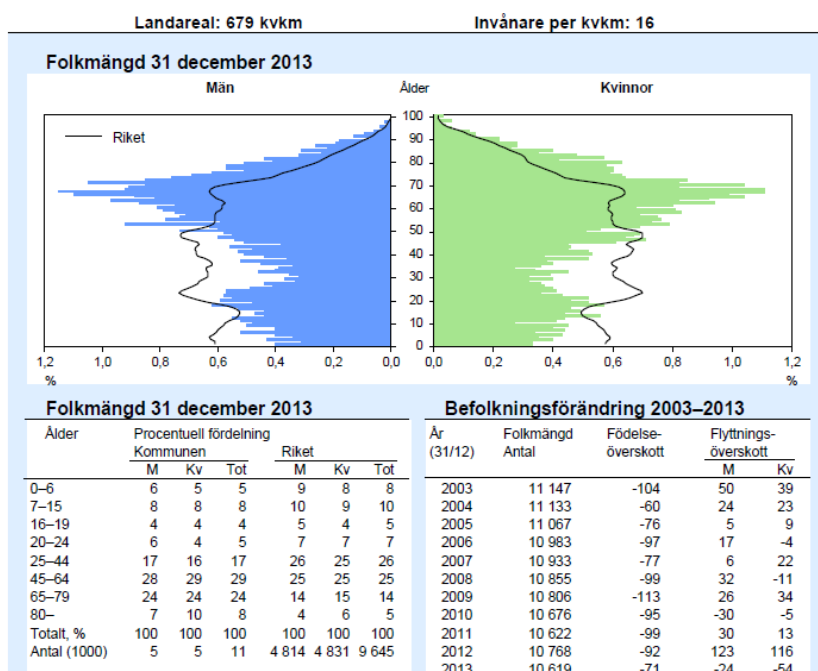 Landareal: 679 kvkm Invånare per kvkm: 16
Folkmängd 31 december 2013
Män Ålder Kvinnor
100
Riket
90
80
70
60
50
40
30
20
10
0 0
1,2 1,0 0,8 0,6 0,4 0,2 0,0 0,0 0,2 0,4 0,6 0,8 1,0 1,2
% %
Folkmängd 31 december 2013
Ålder Procentuell fördelning
Kommunen Riket
M Kv Tot M Kv Tot
0–6 6 5 5 9 8 8
7–15 8 8 8 10 9 10
16–19 4 4 4 5 4 5
20–24 6 4 5 7 7 7
25–44 17 16 17 26 25 26
45–64 28 29 29 25 25 25
65–79 24 24 24 14 15 14
80– 7 10 8 4 6 5
Totalt, % 100 100 100 100 100 100
Antal (1000) 5 5 11 4 814 4 831 9 645
Befolkningsförändring 2003–2013
År Folkmängd Födelse- Flyttnings-
(31/12) Antal överskott överskott
M Kv
2003 11 147 -104 50 39
2004 11 133 -60 24 23
2005 11 067 -76 5 9
2006 10 983 -97 17 -4
2007 10 933 -77 6 22
2008 10 855 -99 32 -11
2009 10 806 -113 26 34
2010 10 676 -95 -30 -5
2011 10 622 -99 30 13
2012 10 768 -92 123 116
2013 10 619 -71 -24 -54